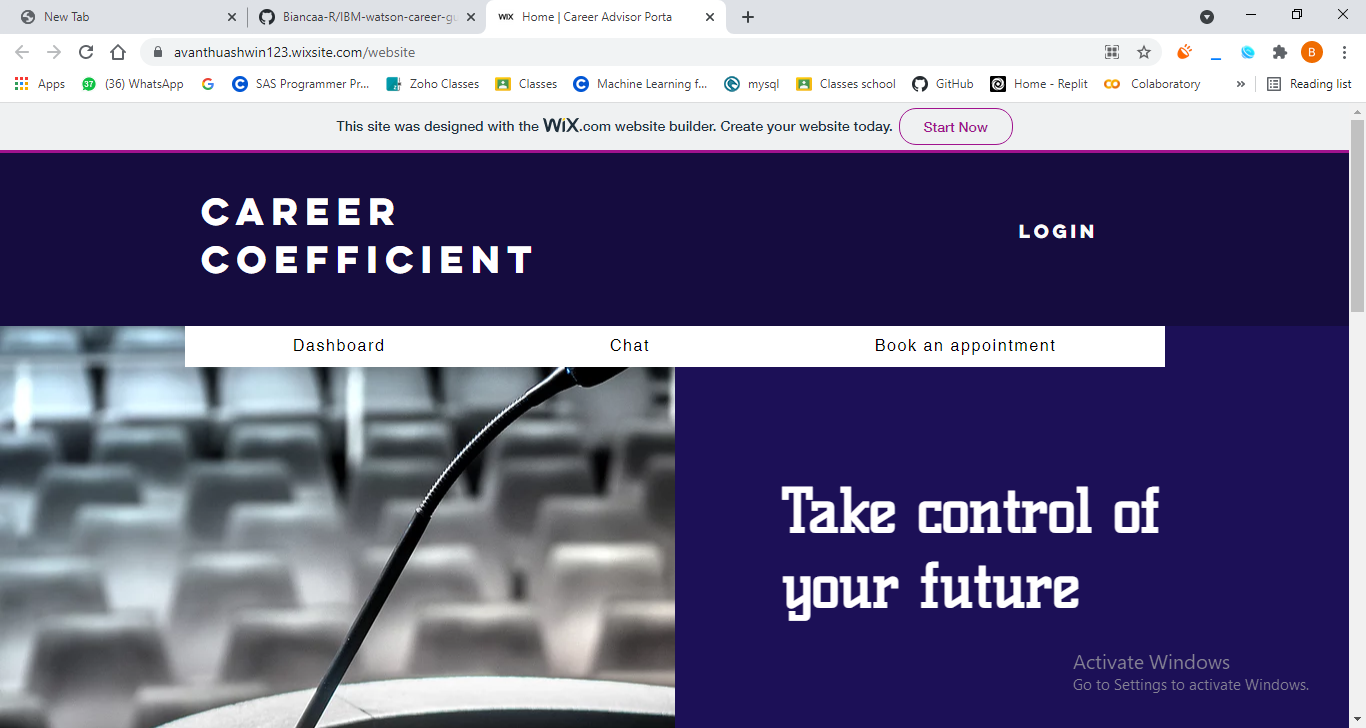 New Tab
Biancaa-R/IBM-watson-career-gu
WiX Home | Career Advisor Porta
avanthuashwin123.wixsite.com/website
B
Apps
37 (36) WhatsApp
SAS Programmer Pr...
Zoho Classes
Classes
Machine Learning f...
mysql
Classes school
GitHub
Home - Replit
Colaboratory
»
Reading list
This site was designed with the WiX.com website builder. Create your website today.
Start Now
CAREER
COEFFICIENT
LOGIN
Dashboard
Chat
Book an appointment
Take control of
your future
Activate Windows
Go to Settings to activate Windows.